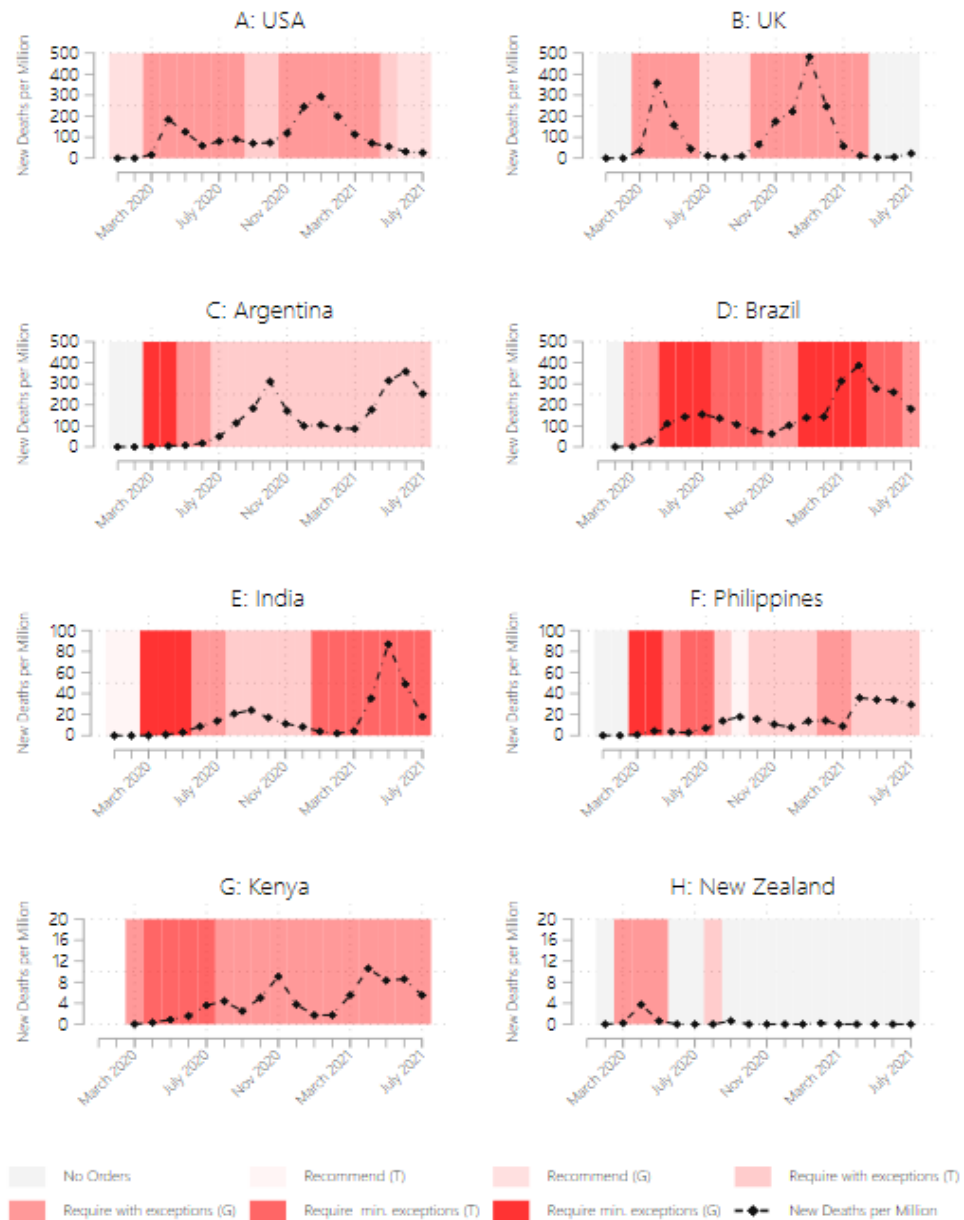 A: USA
B: UK
New Deaths per Million
500
400
300
200
100
0
March 2020
July 2020
Nov 2020
March 2021
July 2021
New Deaths per Million
500
400
300
200
100
0
March 2020
July 2020
Nov 2020
March 2021
July 2021
C: Argentina
D: Brazil
New Deaths per Million
500
400
300
200
100
0
March 2020
July 2020
Nov 2020
March 2021
July 2021
New Deaths per Million
500
400
300
200
100
0
March 2020
July 2020
Nov 2020
March 2021
July 2021
E: India
F: Philippines
New Deaths per Million
100
80
60
40
20
0
March 2020
July 2020
Nov 2020
March 2021
July 2021
New Deaths per Million
100
80
60
40
20
0
March 2020
July 2020
Nov 2020
March 2021
July 2021
G: Kenya
H: New Zealand
New Deaths per Million
20
16
12
8
4
0
March 2020
July 2020
Nov 2020
March 2021
July 2021
New Deaths per Million
20
16
12
8
4
0
March 2020
July 2020
Nov 2020
March 2021
July 2021
No Orders Recommend (T) Recommend (G) Require with exceptions (T)
Require with exceptions (G) Require min. exceptions (T) Require min. exceptions (G) New Deaths per Million